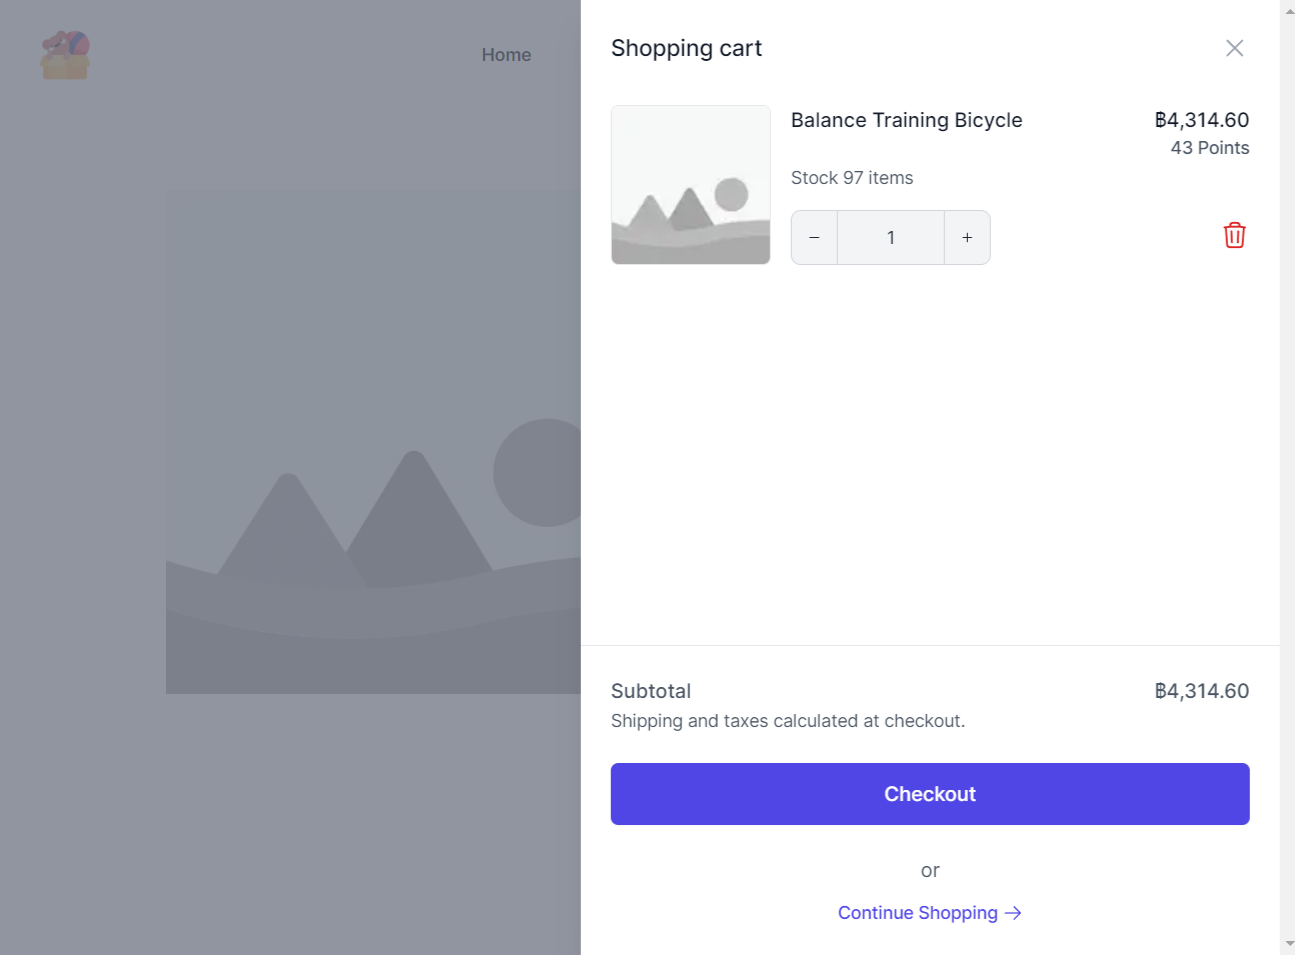 Home
Shopping cart
Balance Training Bicycle
฿4,314.60
43 Points
Stock 97 items
− 1 +
Subtotal
฿4,314.60
Shipping and taxes calculated at checkout.
Checkout
or
Continue Shopping →